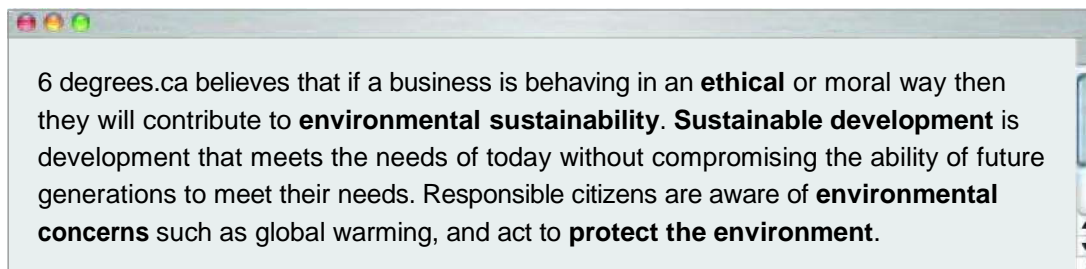 6 degrees.ca believes that if a business is behaving in an ethical or moral way then
they will contribute to environmental sustainability. Sustainable development is
development that meets the needs of today without compromising the ability of future
generations to meet their needs. Responsible citizens are aware of environmental
concerns such as global warming, and act to protect the environment.